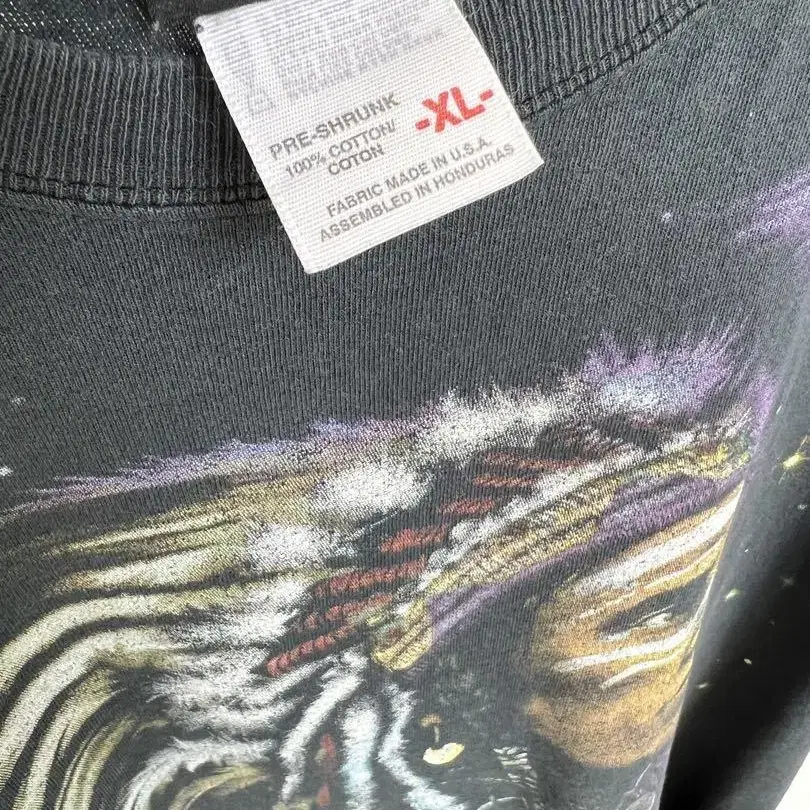 PRE-SHRUNK
100% COTTON/
COTON
-XL-
FABRIC MADE IN U.S.A.
ASSEMBLED IN HONDURAS